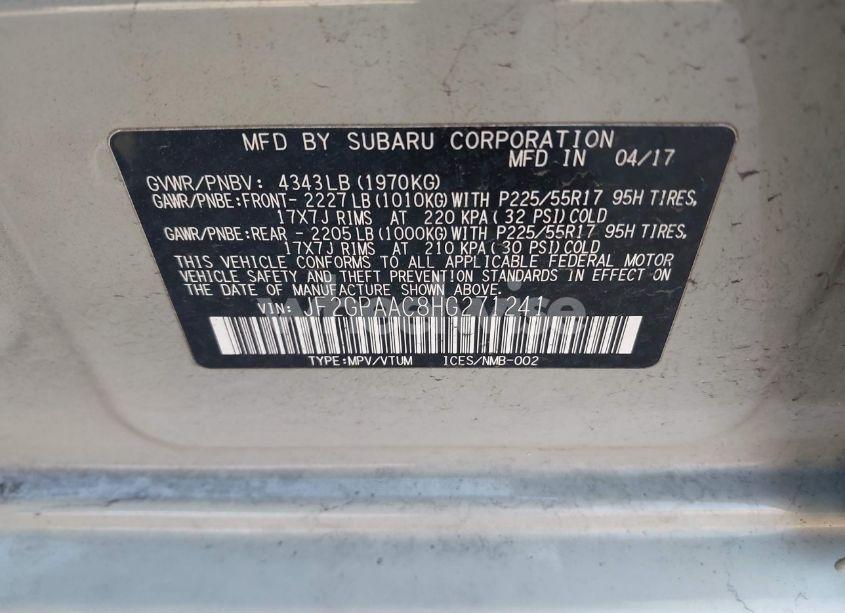 MFD BY SUBARU CORPORATION
MFD IN 04/17
GVWR/PNBV: 4343LB (1970KG)
GAWR/PNBE:FRONT- 2227LB (1010KG)WITH P225/55R17 95H TIRES,
17X7J RIMS AT 220 KPA ( 32 PSI)COLD
GAWR/PNBE:REAR - 2205LB (1000KG)WITH P225/55R17 95H TIRES,
17X7J RIMS AT 210 KPA (30 PSI)COLD
THIS VEHICLE CONFORMS TO ALL APPLICABLE FEDERAL MOTOR
VEHICLE SAFETY AND THEFT PREVENTION STANDARDS IN EFFECT ON
THE DATE OF MANUFACTURE SHOWN ABOVE.
VIN: JF2GPAAC8HG271241
TYPE:MPV/VTUM ICES/NMB-002